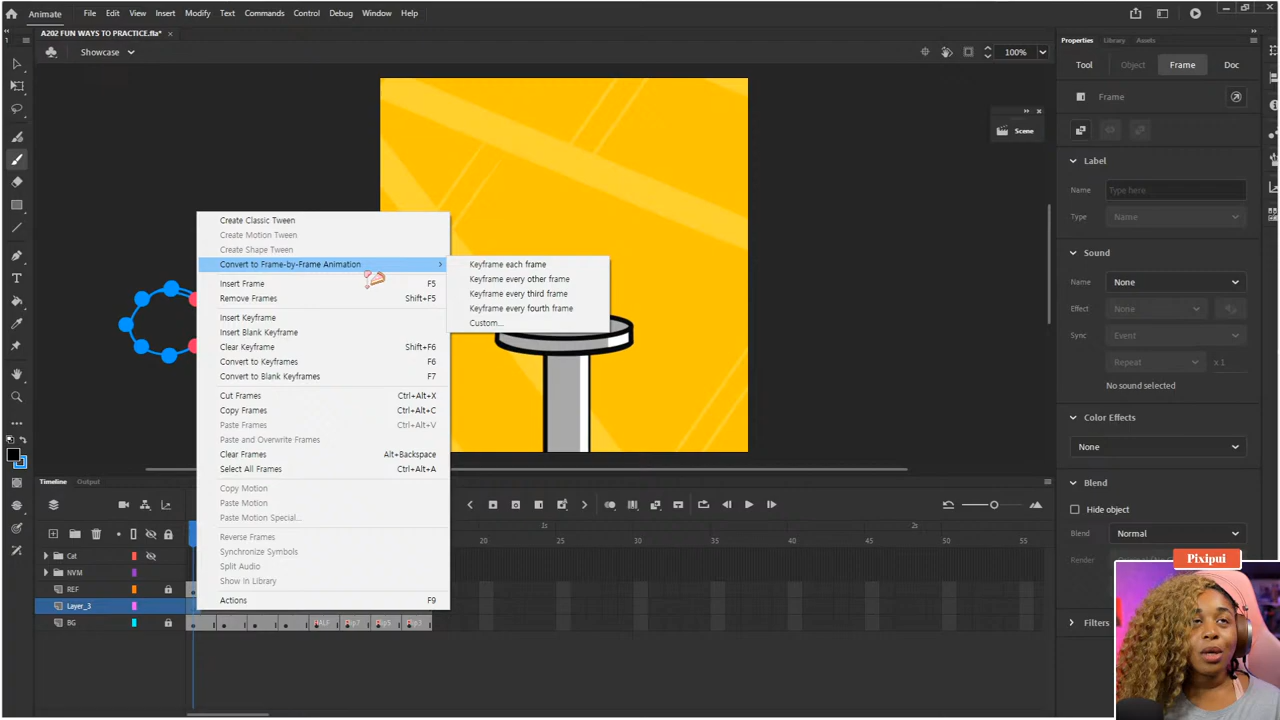 Animate File Edit View Insert Modify Text Commands Control Debug Window Help
A202 FUN WAYS TO PRACTICE.fla*
Showcase
100%
Properties Library Assets
Tool Object Frame Doc
Frame
Scene
Label
Name Type here
Type Name
Sound
Name None
Effect None
Sync Event
Repeat x 1
No sound selected
Color Effects
None
Blend
Hide object
Blend Normal
Render
Filters
Create Classic Tween
Create Motion Tween
Create Shape Tween
Convert to Frame-by-Frame Animation
Insert Frame F5
Remove Frames Shift+F5
Insert Keyframe
Insert Blank Keyframe
Clear Keyframe Shift+F6
Convert to Keyframes F6
Convert to Blank Keyframes F7
Cut Frames Ctrl+Alt+X
Copy Frames Ctrl+Alt+C
Paste Frames Ctrl+Alt+V
Paste and Overwrite Frames
Clear Frames Alt+Backspace
Select All Frames Ctrl+Alt+A
Copy Motion
Paste Motion
Paste Motion Special...
Reverse Frames
Synchronize Symbols
Split Audio
Show In Library
Actions F9
Keyframe each frame
Keyframe every other frame
Keyframe every third frame
Keyframe every fourth frame
Custom...
Timeline Output
1s 2s
20 25 30 35 40 45 50 55
Cat
NVM
REF
Layer_3
BG
HALF
Pixipui